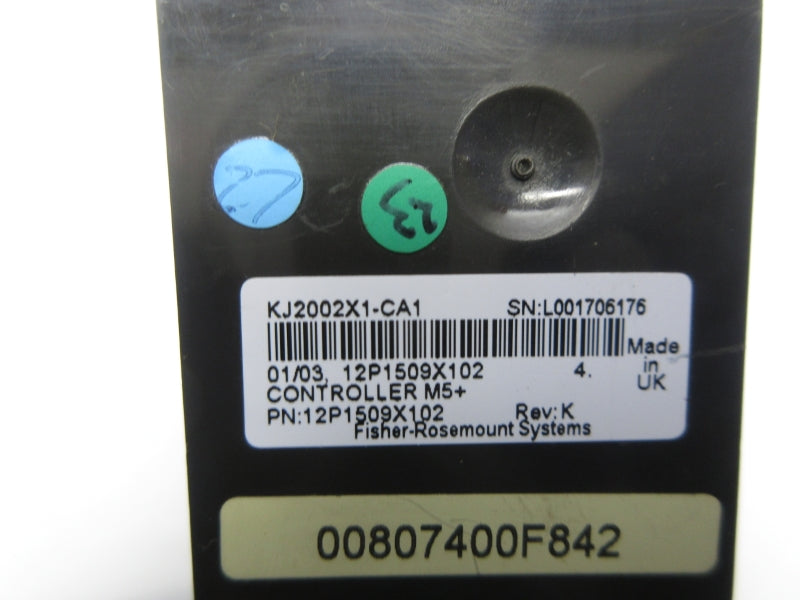 KJ2002X1-CA1 SN:L001706176
Made in UK
01/03, 12P1509X102 4.
CONTROLLER M5+
PN:12P1509X102 Rev:K
Fisher-Rosemount Systems
00807400F842